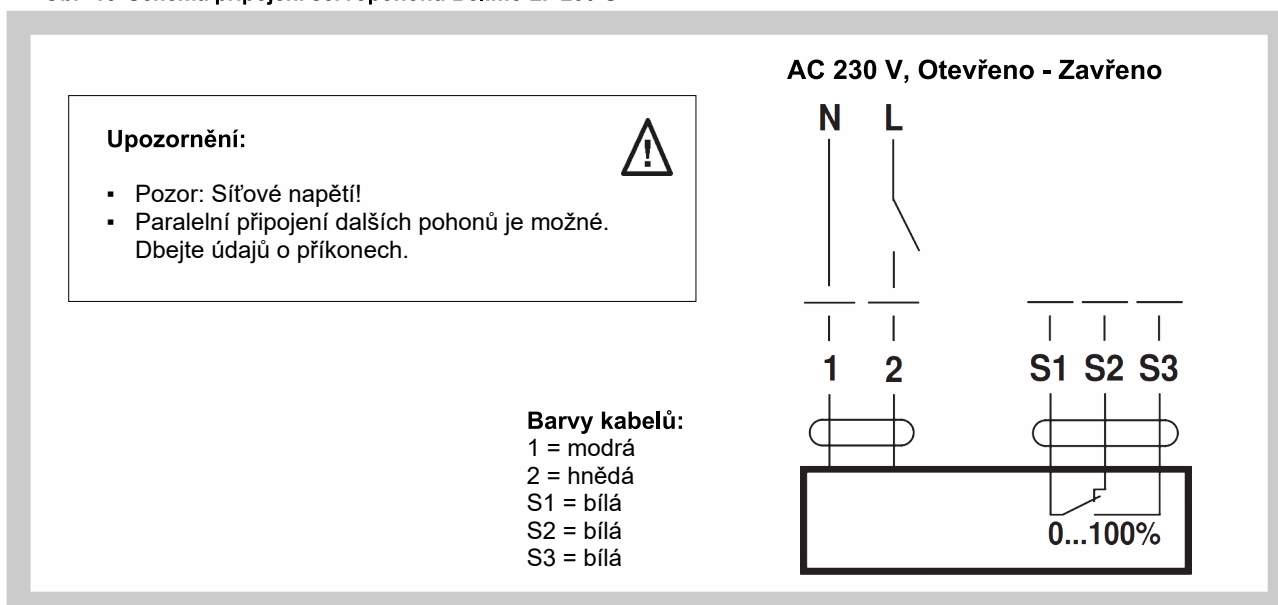 Upozornění:
▪ Pozor: Síťové napětí!
▪ Paralelní připojení dalších pohonů je možné.
Dbejte údajů o příkonech.
AC 230 V, Otevřeno - Zavřeno
N L
1 2 S1 S2 S3
0...100%
Barvy kabelů:
1 = modrá
2 = hnědá
S1 = bílá
S2 = bílá
S3 = bílá